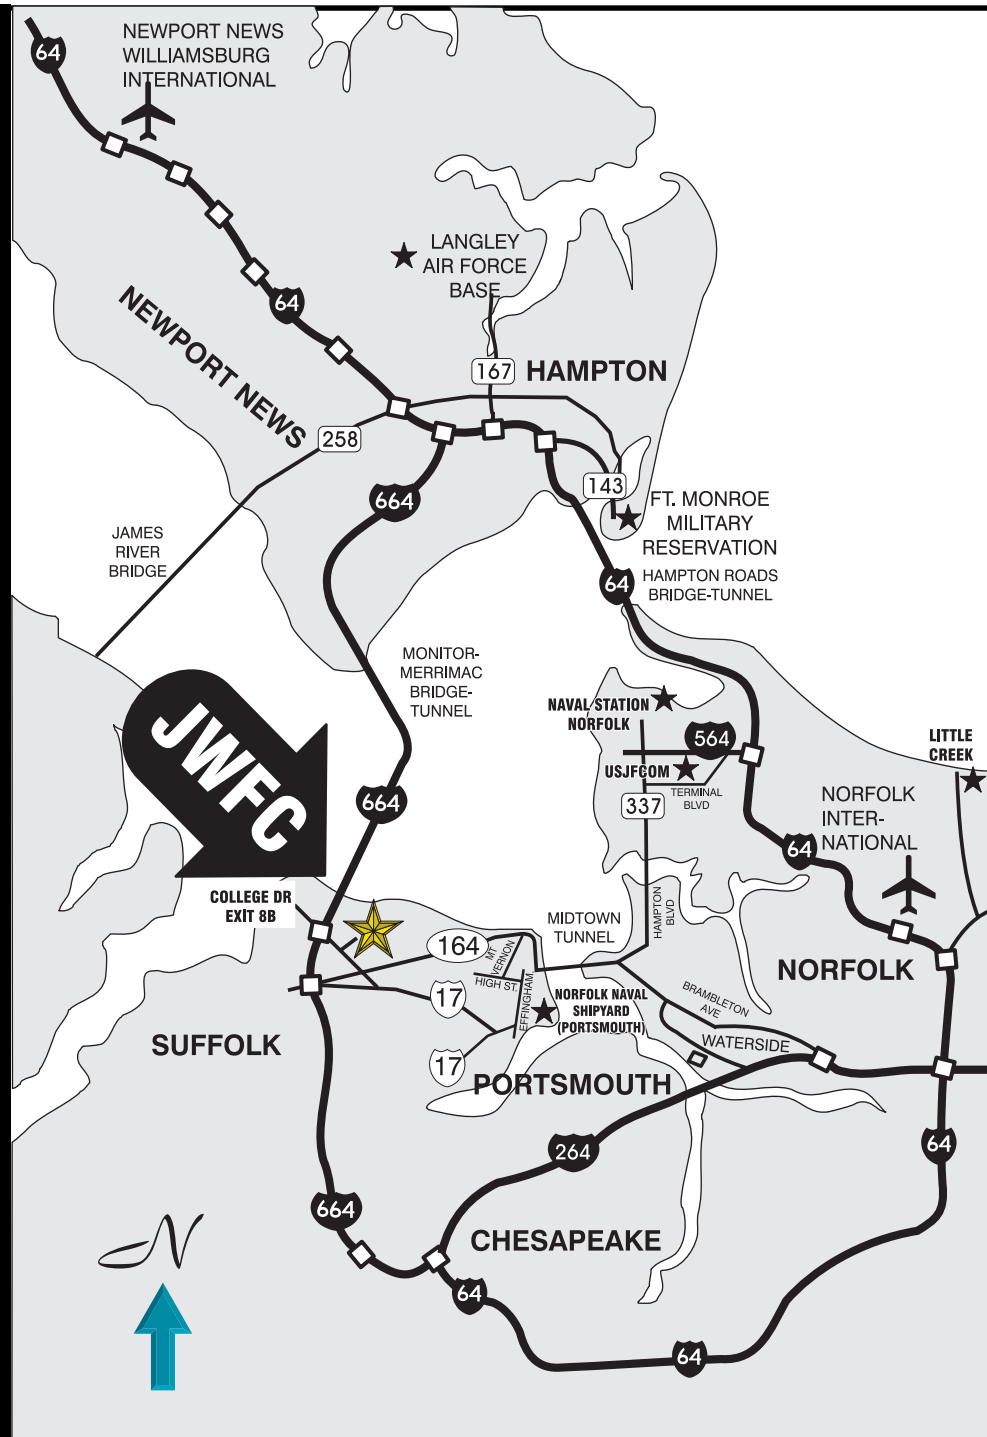 64
NEWPORT NEWS
WILLIAMSBURG
INTERNATIONAL
LANGLEY
AIR FORCE
BASE
64
NEWPORT NEWS
167
HAMPTON
258
664
143
FT. MONROE
MILITARY
RESERVATION
JAMES
RIVER
BRIDGE
64
HAMPTON ROADS
BRIDGE-TUNNEL
MONITOR-
MERRIMAC
BRIDGE-
TUNNEL
NAVAL STATION
NORFOLK
564
LITTLE
CREEK
USJFCOM
TERMINAL
BLVD
JWFC
664
337
NORFOLK
INTER-
NATIONAL
64
COLLEGE DR
EXIT 8B
HAMPTON
BLVD
MIDTOWN
TUNNEL
164
MT
VERNON
HIGH ST.
EFFINGHAM
17
NORFOLK NAVAL
SHIPYARD
(PORTSMOUTH)
NORFOLK
BRAMBLETON
AVE
WATERSIDE
SUFFOLK
17
PORTSMOUTH
264
64
664
N
CHESAPEAKE
64
64